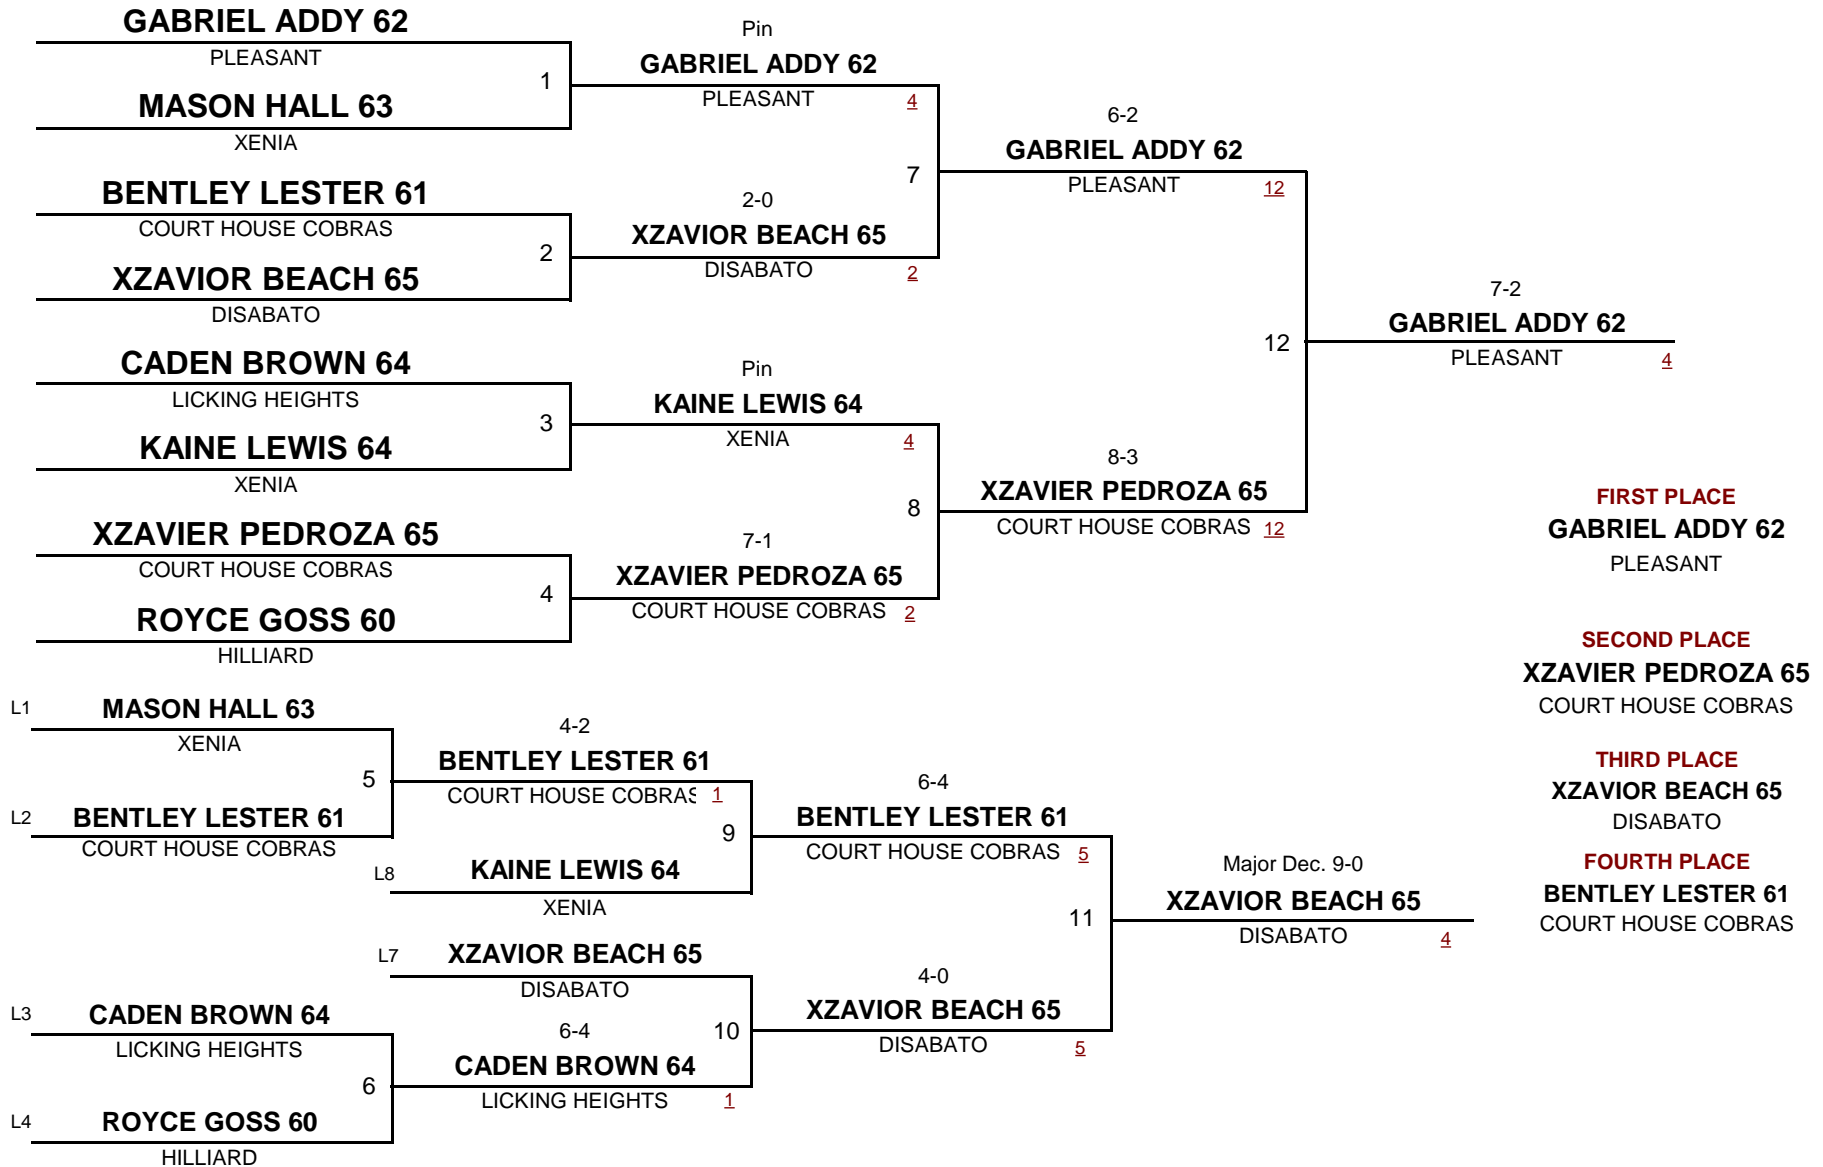 GABRIEL ADDY 62
PLEASANT
1
MASON HALL 63
XENIA
BENTLEY LESTER 61
COURT HOUSE COBRAS
2
XZAVIOR BEACH 65
DISABATO
CADEN BROWN 64
LICKING HEIGHTS
3
KAINE LEWIS 64
XENIA
XZAVIER PEDROZA 65
COURT HOUSE COBRAS
4
ROYCE GOSS 60
HILLIARD
Pin
GABRIEL ADDY 62
PLEASANT 4
7
2-0
XZAVIOR BEACH 65
DISABATO 2
Pin
KAINE LEWIS 64
XENIA 4
8
7-1
XZAVIER PEDROZA 65
COURT HOUSE COBRAS 2
6-2
GABRIEL ADDY 62
PLEASANT 12
12
8-3
XZAVIER PEDROZA 65
COURT HOUSE COBRAS 12
7-2
GABRIEL ADDY 62
PLEASANT 4
FIRST PLACE
GABRIEL ADDY 62
PLEASANT
SECOND PLACE
XZAVIER PEDROZA 65
COURT HOUSE COBRAS
THIRD PLACE
XZAVIOR BEACH 65
DISABATO
FOURTH PLACE
BENTLEY LESTER 61
COURT HOUSE COBRAS
L1 MASON HALL 63
XENIA
5
L2 BENTLEY LESTER 61
COURT HOUSE COBRAS
L3 CADEN BROWN 64
LICKING HEIGHTS
6
L4 ROYCE GOSS 60
HILLIARD
4-2
BENTLEY LESTER 61
COURT HOUSE COBRAS 1
9
L8 KAINE LEWIS 64
XENIA
L7 XZAVIOR BEACH 65
DISABATO
6-4 10
CADEN BROWN 64
LICKING HEIGHTS 1
6-4
BENTLEY LESTER 61
COURT HOUSE COBRAS 5
11
4-0
XZAVIOR BEACH 65
DISABATO 5
Major Dec. 9-0
XZAVIOR BEACH 65
DISABATO 4